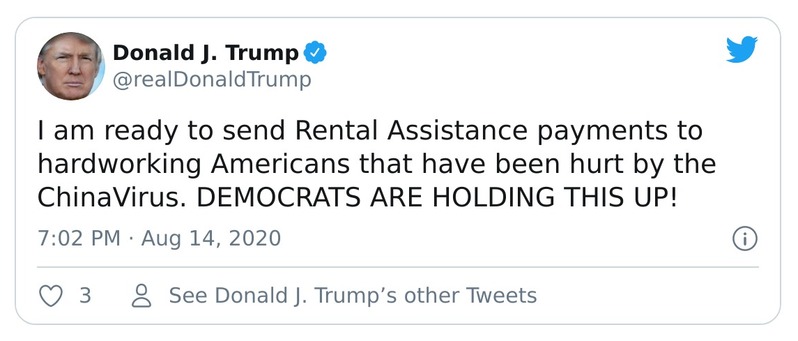 Donald J. Trump
@realDonaldTrump
I am ready to send Rental Assistance payments to
hardworking Americans that have been hurt by the
ChinaVirus. DEMOCRATS ARE HOLDING THIS UP!
7:02 PM · Aug 14, 2020
3 See Donald J. Trump’s other Tweets